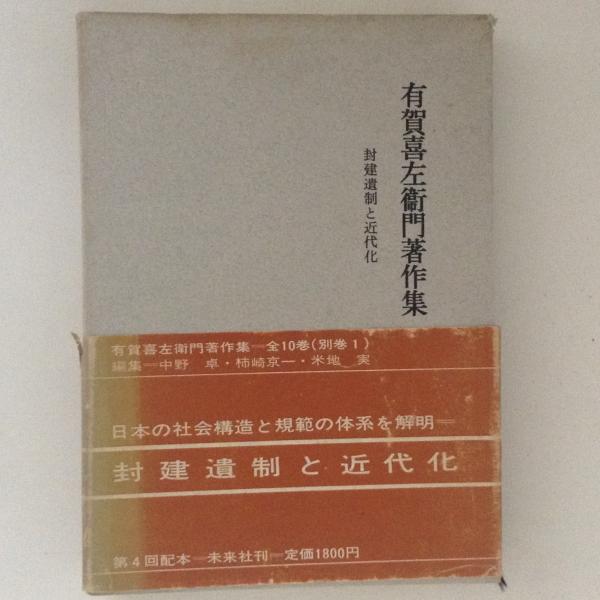 有賀喜左衞門著作集
封建遺制と近代化
有賀喜左衞門著作集═全10巻(別巻1)
編集═中野 卓・柿崎京一・米地 実
日本の社会構造と規範の体系を解明═
封建遺制と近代化
第4回配本═未来社刊═定価1800円